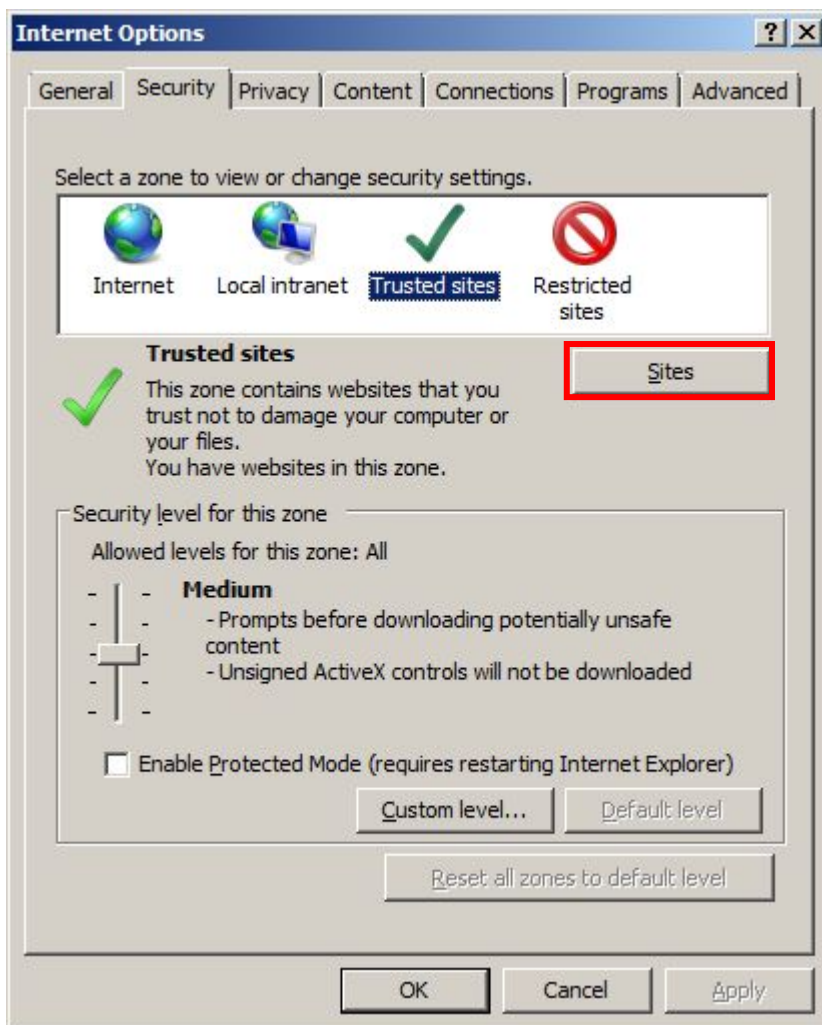 Internet Options
General Security Privacy Content Connections Programs Advanced
Select a zone to view or change security settings.
Internet Local intranet Trusted sites Restricted
sites
Trusted sites
Sites
This zone contains websites that you
trust not to damage your computer or
your files.
You have websites in this zone.
Security level for this zone
Allowed levels for this zone: All
Medium
- Prompts before downloading potentially unsafe
content
- Unsigned ActiveX controls will not be downloaded
Enable Protected Mode (requires restarting Internet Explorer)
Custom level... Default level
Reset all zones to default level
OK Cancel Apply